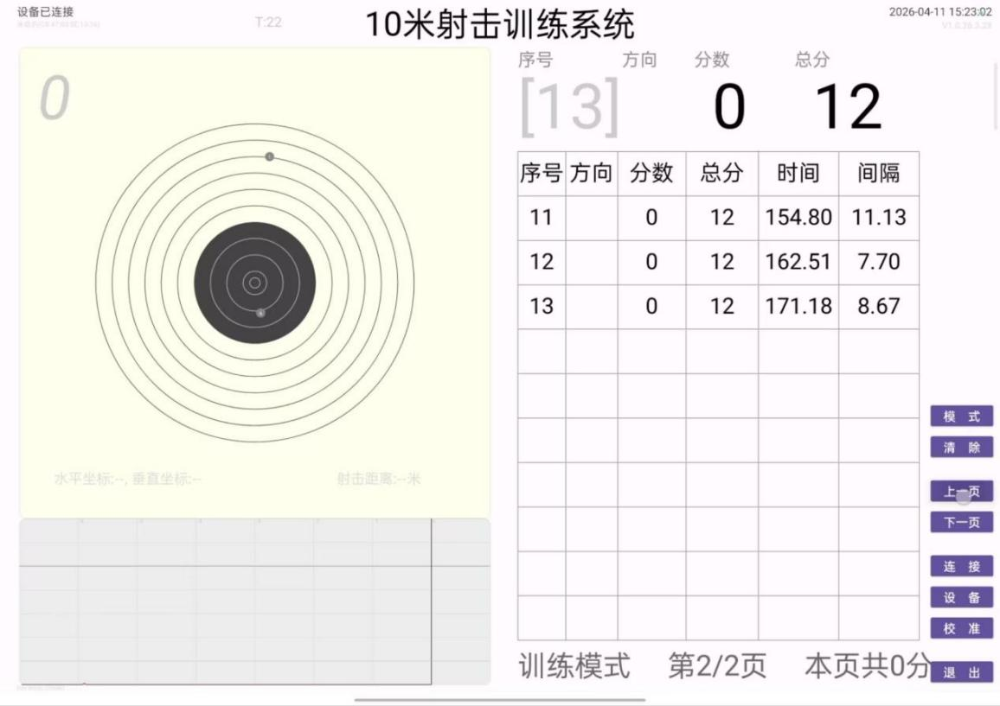 设备已连接
T:22
10米射击训练系统
2026-04-11 15:23:02
V1.0.26.3.28
0
序号 方向 分数 总分
[13] 0 12
序号 方向 分数 总分 时间 间隔
11 0 12 154.80 11.13
12 0 12 162.51 7.70
13 0 12 171.18 8.67
水平坐标:--, 垂直坐标:--
射击距离:--米
模 式
清 除
上一页
下一页
连 接
设 备
校 准
退 出
训练模式 第2/2页 本页共0分